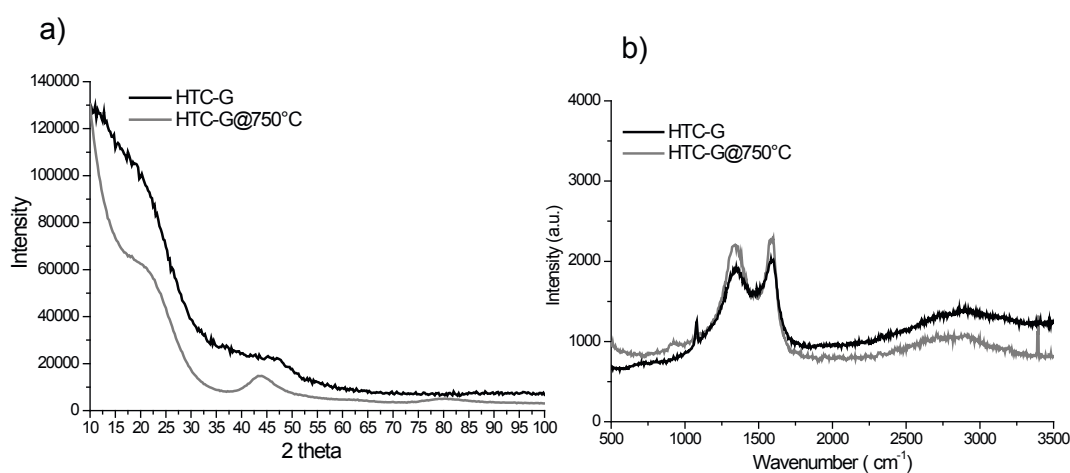 a)
140000
120000
100000
80000
60000
40000
20000
0
Intensity
HTC-G
HTC-G@750°C
10 15 20 25 30 35 40 45 50 55 60 65 70 75 80 85 90 95 100
2 theta
b)
4000
3000
2000
1000
0
Intensity (a.u.)
HTC-G
HTC-G@750°C
500 1000 1500 2000 2500 3000 3500
Wavenumber ( cm-1)